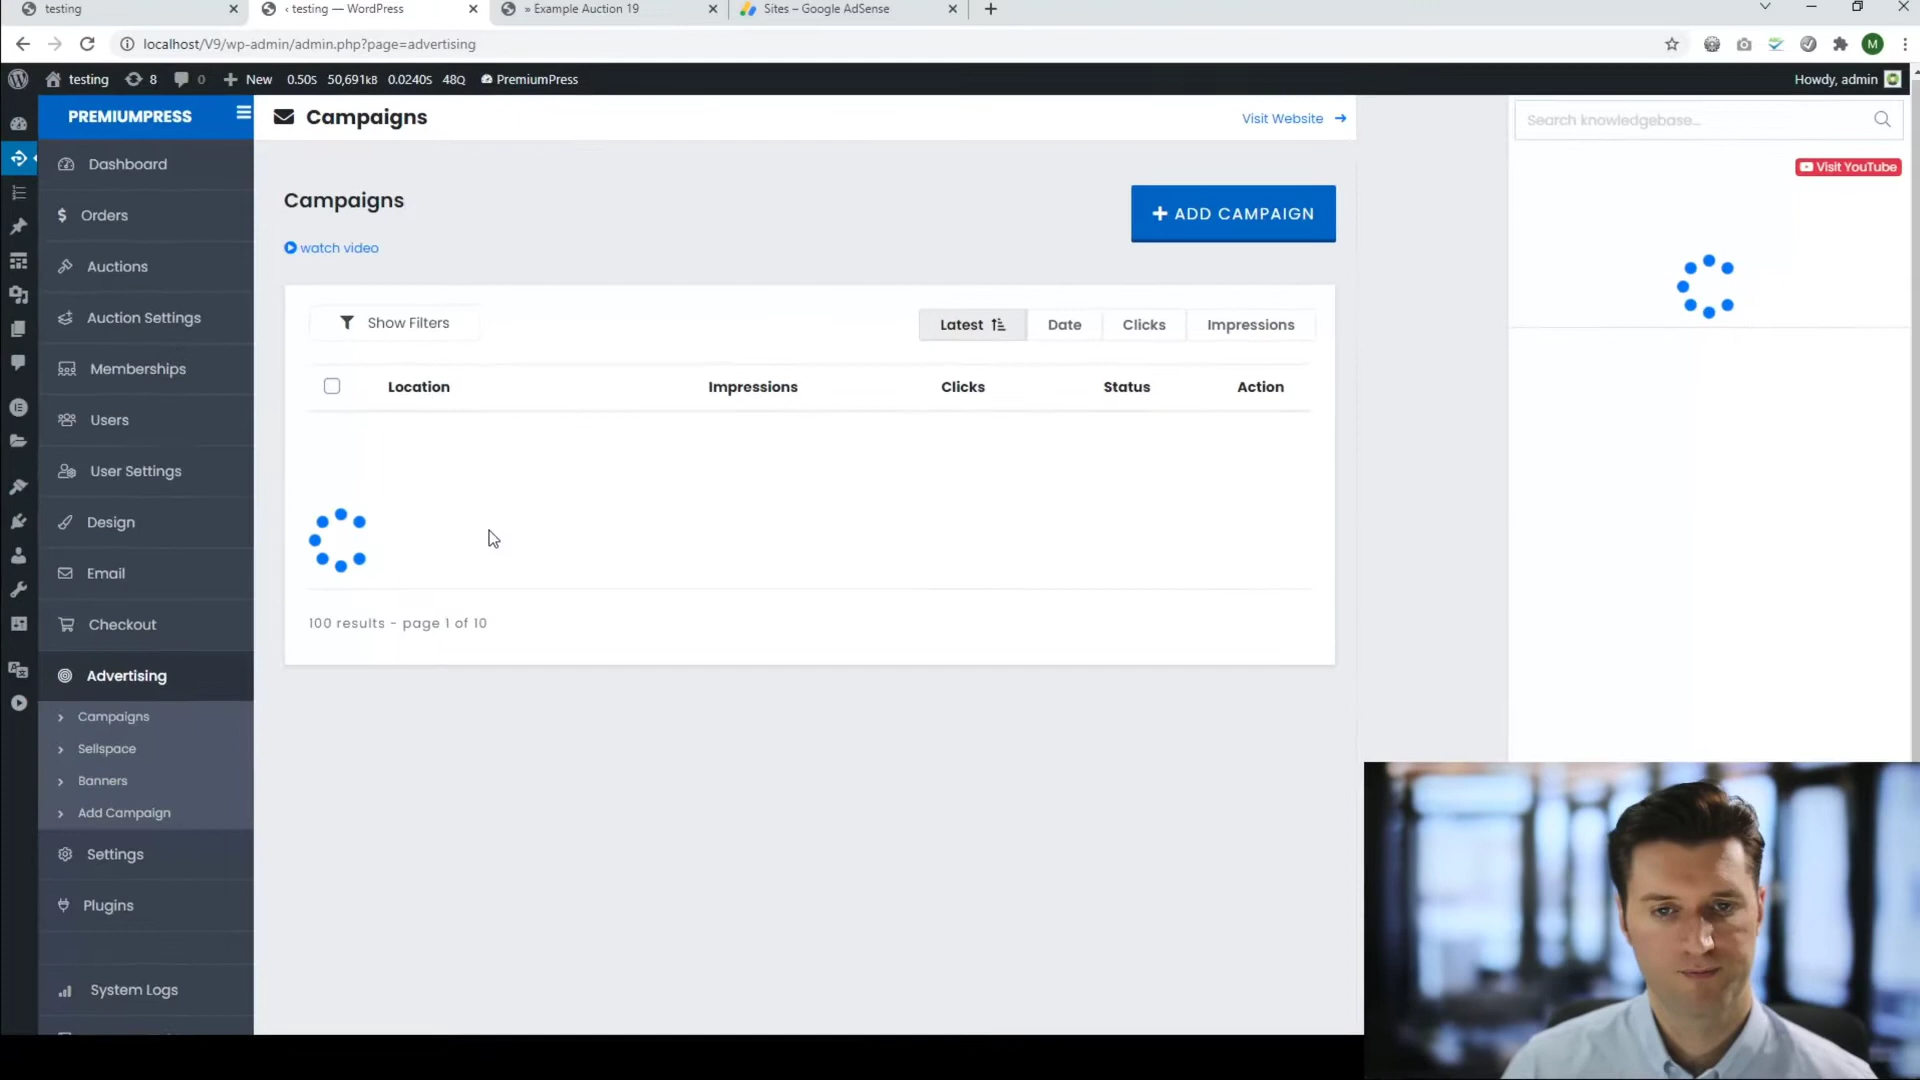 testing
‹ testing — WordPress
» Example Auction 19
Sites – Google AdSense
localhost/V9/wp-admin/admin.php?page=advertising
M
testing 8 0 New 0.50S 50,691kB 0.0240S 48Q PremiumPress
Howdy, admin
PREMIUMPRESS
Campaigns
Visit Website
Search knowledgebase...
Visit YouTube
Dashboard
Orders
Auctions
Auction Settings
Memberships
Users
User Settings
Design
Email
Checkout
Advertising
Campaigns
Sellspace
Banners
Add Campaign
Settings
Plugins
System Logs
Campaigns
ADD CAMPAIGN
watch video
Show Filters
Latest Date Clicks Impressions
Location Impressions Clicks Status Action
100 results - page 1 of 10